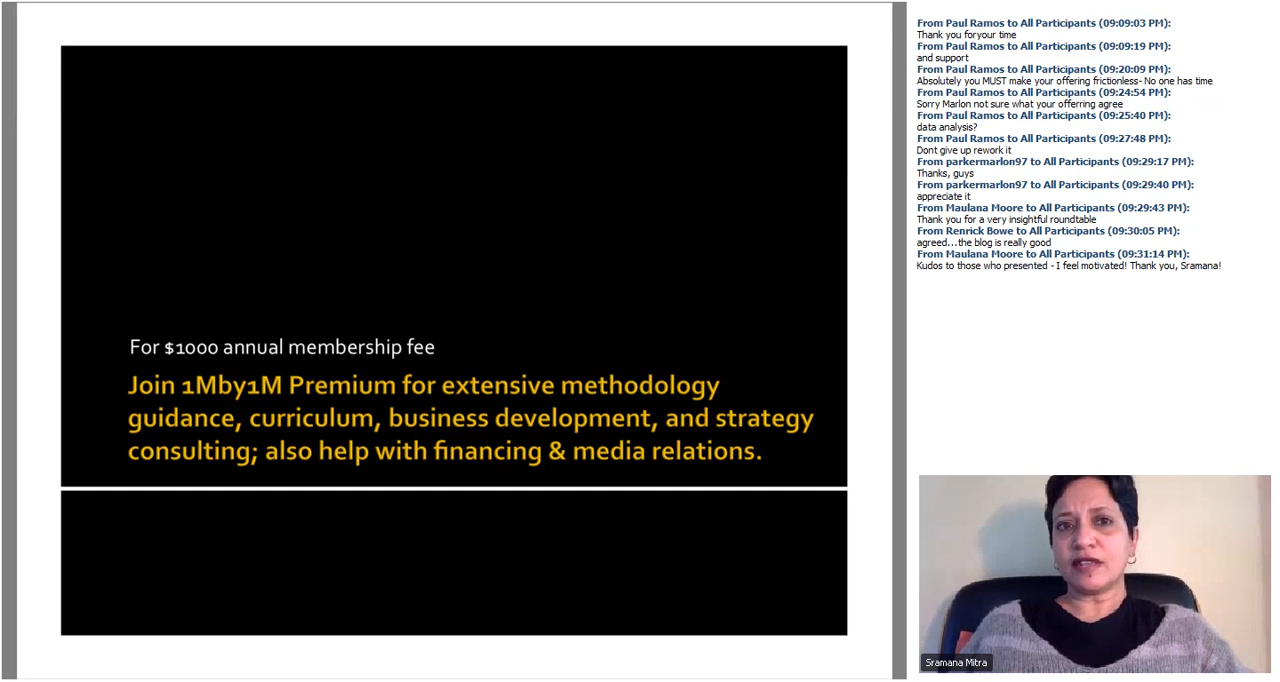 For $1000 annual membership fee
Join 1Mby1M Premium for extensive methodology
guidance, curriculum, business development, and strategy
consulting; also help with financing & media relations.
From Paul Ramos to All Participants (09:09:03 PM):
Thank you foryour time
From Paul Ramos to All Participants (09:09:19 PM):
and support
From Paul Ramos to All Participants (09:20:09 PM):
Absolutely you MUST make your offering frictionless- No one has time
From Paul Ramos to All Participants (09:24:54 PM):
Sorry Marlon not sure what your offerring agree
From Paul Ramos to All Participants (09:25:40 PM):
data analysis?
From Paul Ramos to All Participants (09:27:48 PM):
Dont give up rework it
From parkermarlon97 to All Participants (09:29:17 PM):
Thanks, guys
From parkermarlon97 to All Participants (09:29:40 PM):
appreciate it
From Maulana Moore to All Participants (09:29:43 PM):
Thank you for a very insightful roundtable
From Renrick Bowe to All Participants (09:30:05 PM):
agreed...the blog is really good
From Maulana Moore to All Participants (09:31:14 PM):
Kudos to those who presented - I feel motivated! Thank you, Sramana!
Sramana Mitra